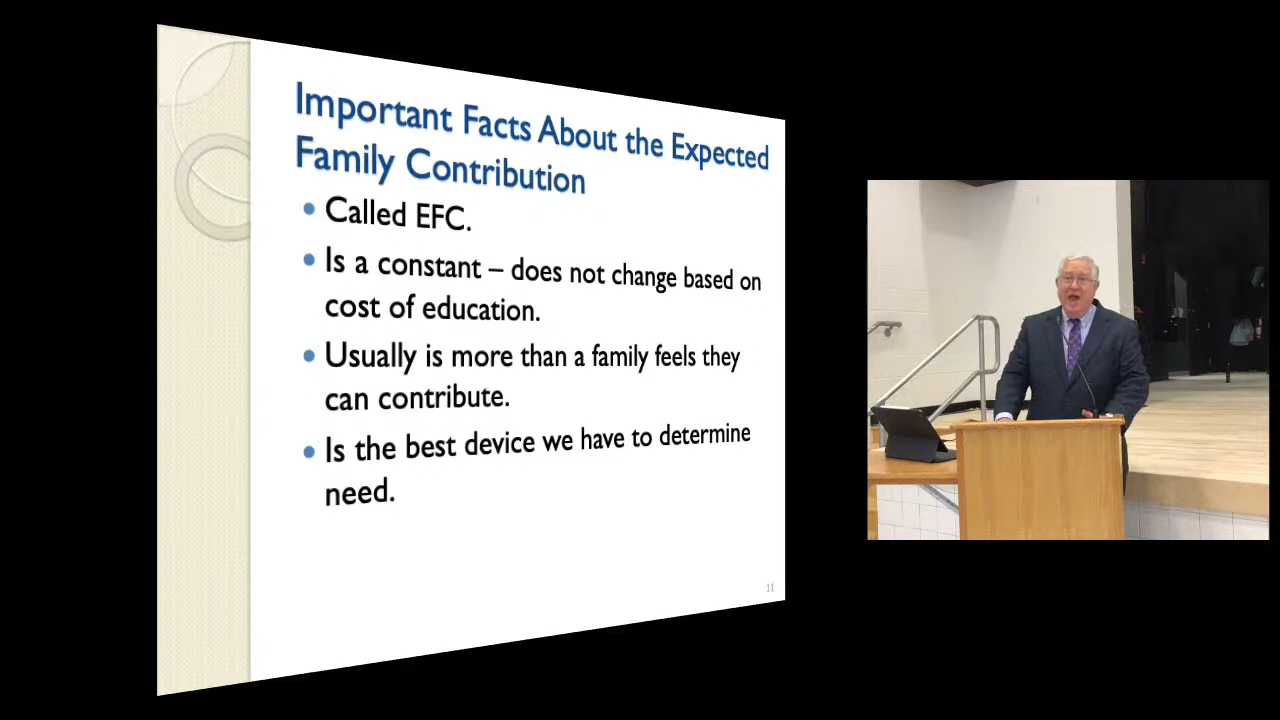 Important Facts About the Expected
Family Contribution
• Called EFC.
• Is a constant – does not change based on
cost of education.
• Usually is more than a family feels they
can contribute.
• Is the best device we have to determine
need.
11